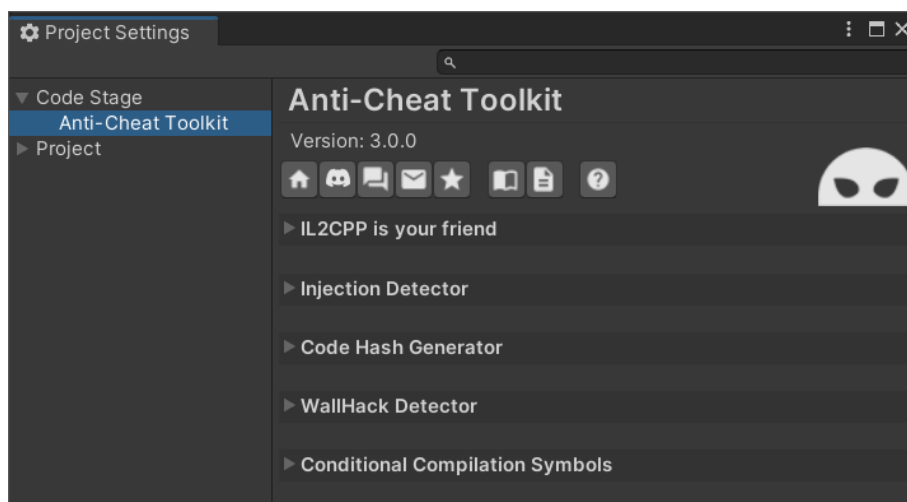 Project Settings
Code Stage
Anti-Cheat Toolkit
Project
Anti-Cheat Toolkit
Version: 3.0.0
IL2CPP is your friend
Injection Detector
Code Hash Generator
WallHack Detector
Conditional Compilation Symbols